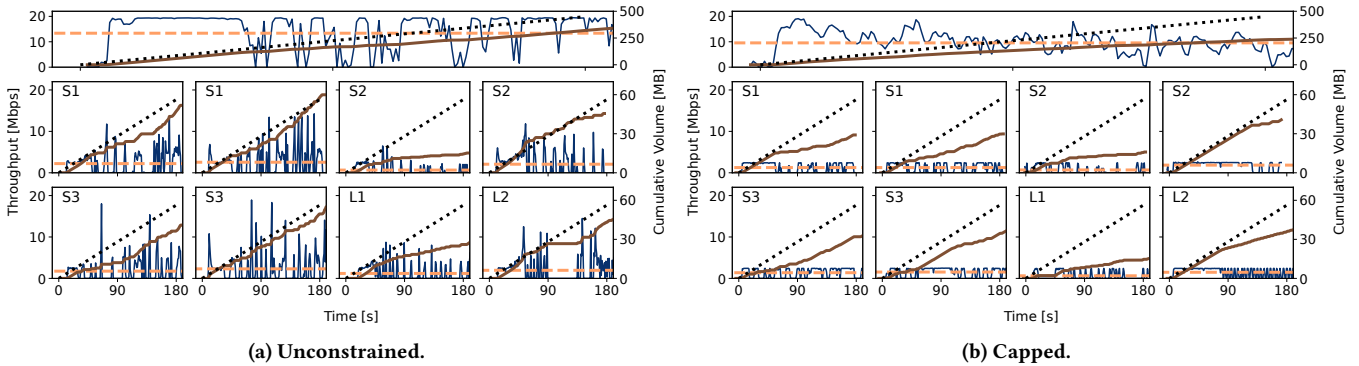 20
10
0
500
250
0
Throughput [Mbps]
Cumulative Volume [MB]
S1
S1
S2
S2
20
10
0
60
30
0
S3
S3
L1
L2
20
10
0
60
30
0
0 90 180
0 90 180
0 90 180
0 90 180
Time [s]
(a) Unconstrained.
20
10
0
500
250
0
Throughput [Mbps]
Cumulative Volume [MB]
S1
S1
S2
S2
20
10
0
60
30
0
S3
S3
L1
L2
20
10
0
60
30
0
0 90 180
0 90 180
0 90 180
0 90 180
Time [s]
(b) Capped.